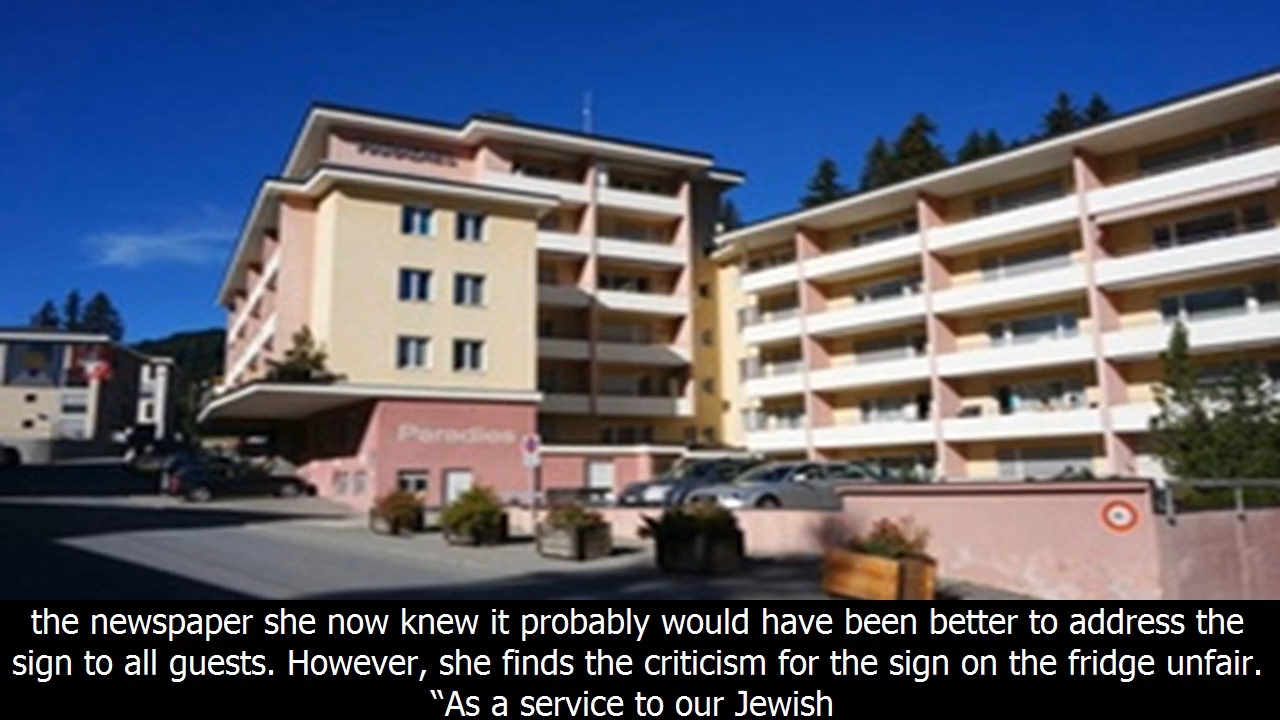 Paradies
the newspaper she now knew it probably would have been better to address the
sign to all guests. However, she finds the criticism for the sign on the fridge unfair.
“As a service to our Jewish